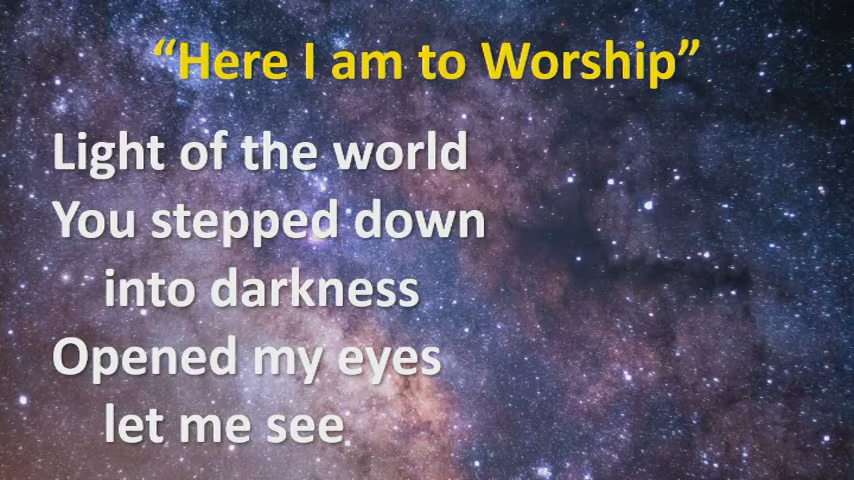 “Here I am to Worship”
Light of the world
You stepped down
into darkness
Opened my eyes
let me see